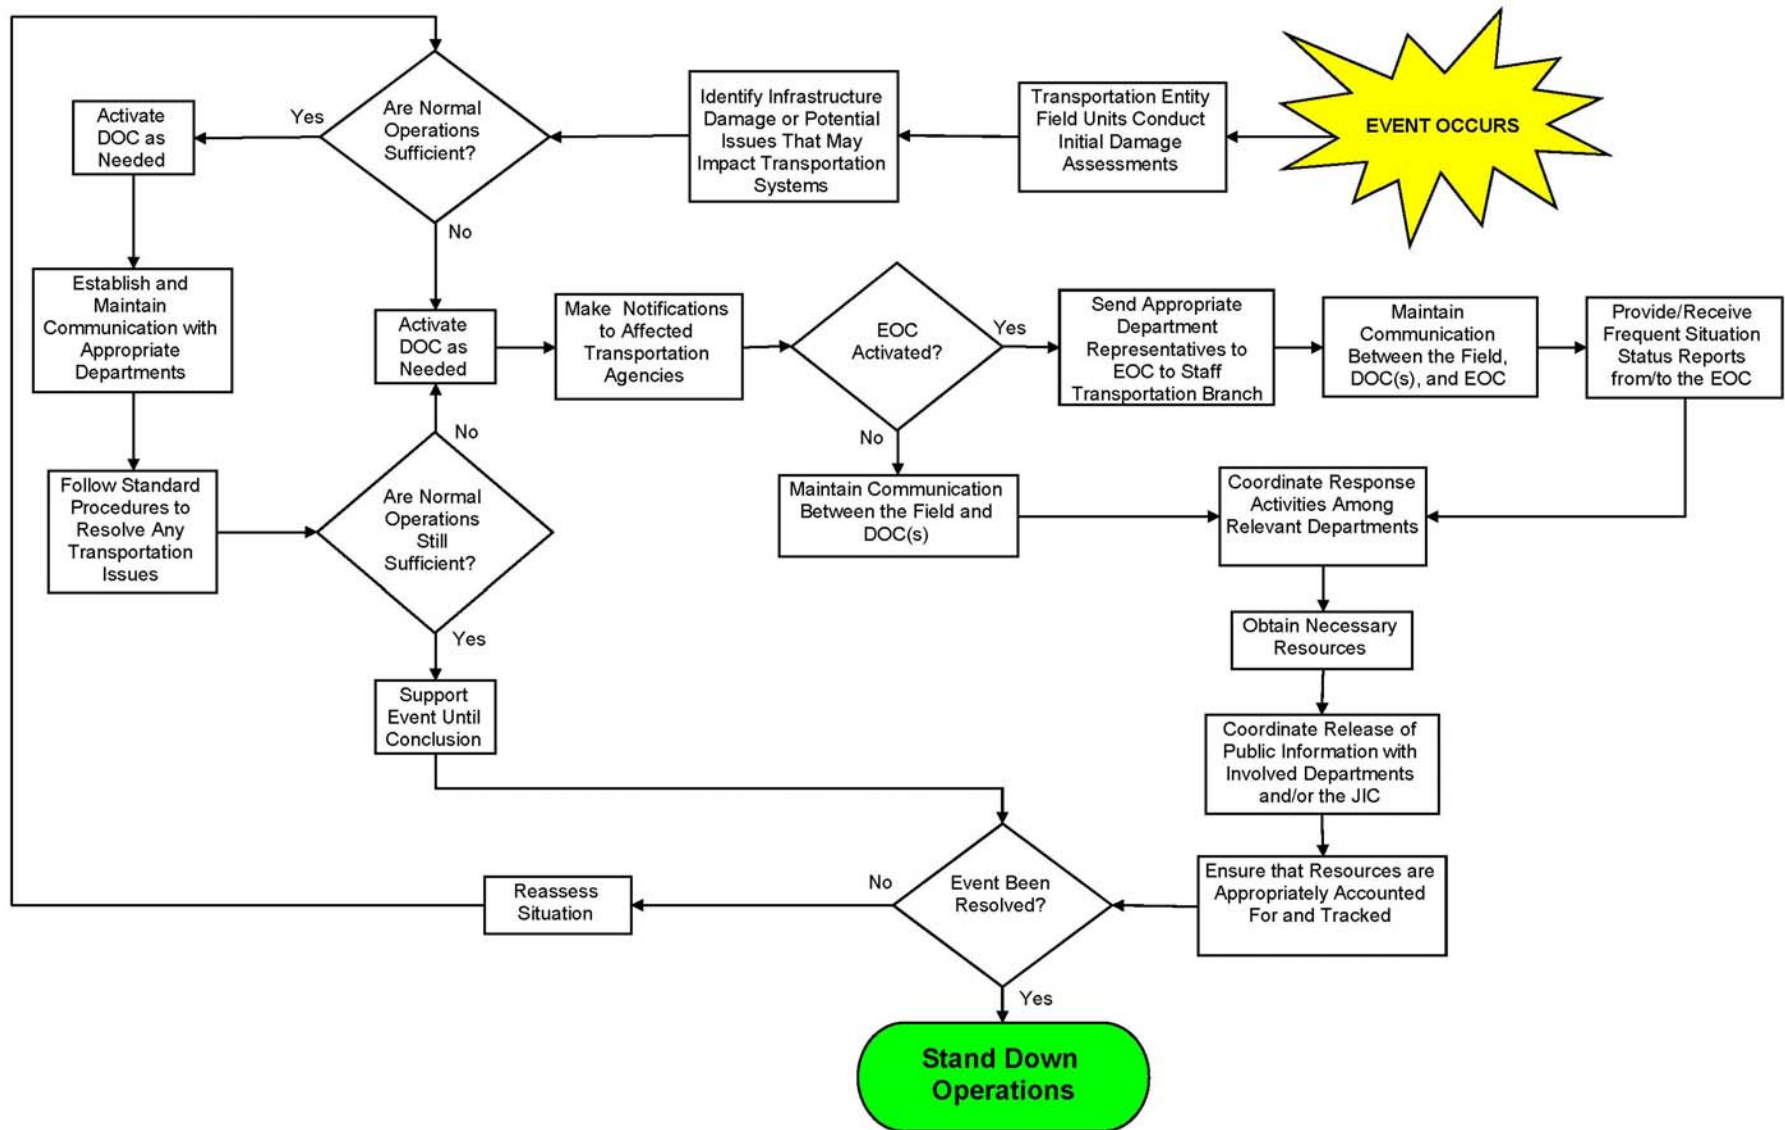 EVENT OCCURS
Transportation Entity
Field Units Conduct
Initial Damage
Assessments
Identify Infrastructure
Damage or Potential
Issues That May
Impact Transportation
Systems
Are Normal
Operations
Sufficient?
Yes
No
Activate
DOC as
Needed
Establish and
Maintain
Communication with
Appropriate
Departments
Follow Standard
Procedures to
Resolve Any
Transportation
Issues
Are Normal
Operations
Still
Sufficient?
No
Yes
Support
Event Until
Conclusion
Activate
DOC as
Needed
Make Notifications
to Affected
Transportation
Agencies
EOC
Activated?
Yes
No
Send Appropriate
Department
Representatives to
EOC to Staff
Transportation Branch
Maintain
Communication
Between the Field,
DOC(s), and EOC
Provide/Receive
Frequent Situation
Status Reports
from/to the EOC
Maintain Communication
Between the Field and
DOC(s)
Coordinate Response
Activities Among
Relevant Departments
Obtain Necessary
Resources
Coordinate Release of
Public Information with
Involved Departments
and/or the JIC
Ensure that Resources are
Appropriately Accounted
For and Tracked
Event Been
Resolved?
No
Yes
Reassess
Situation
Stand Down
Operations